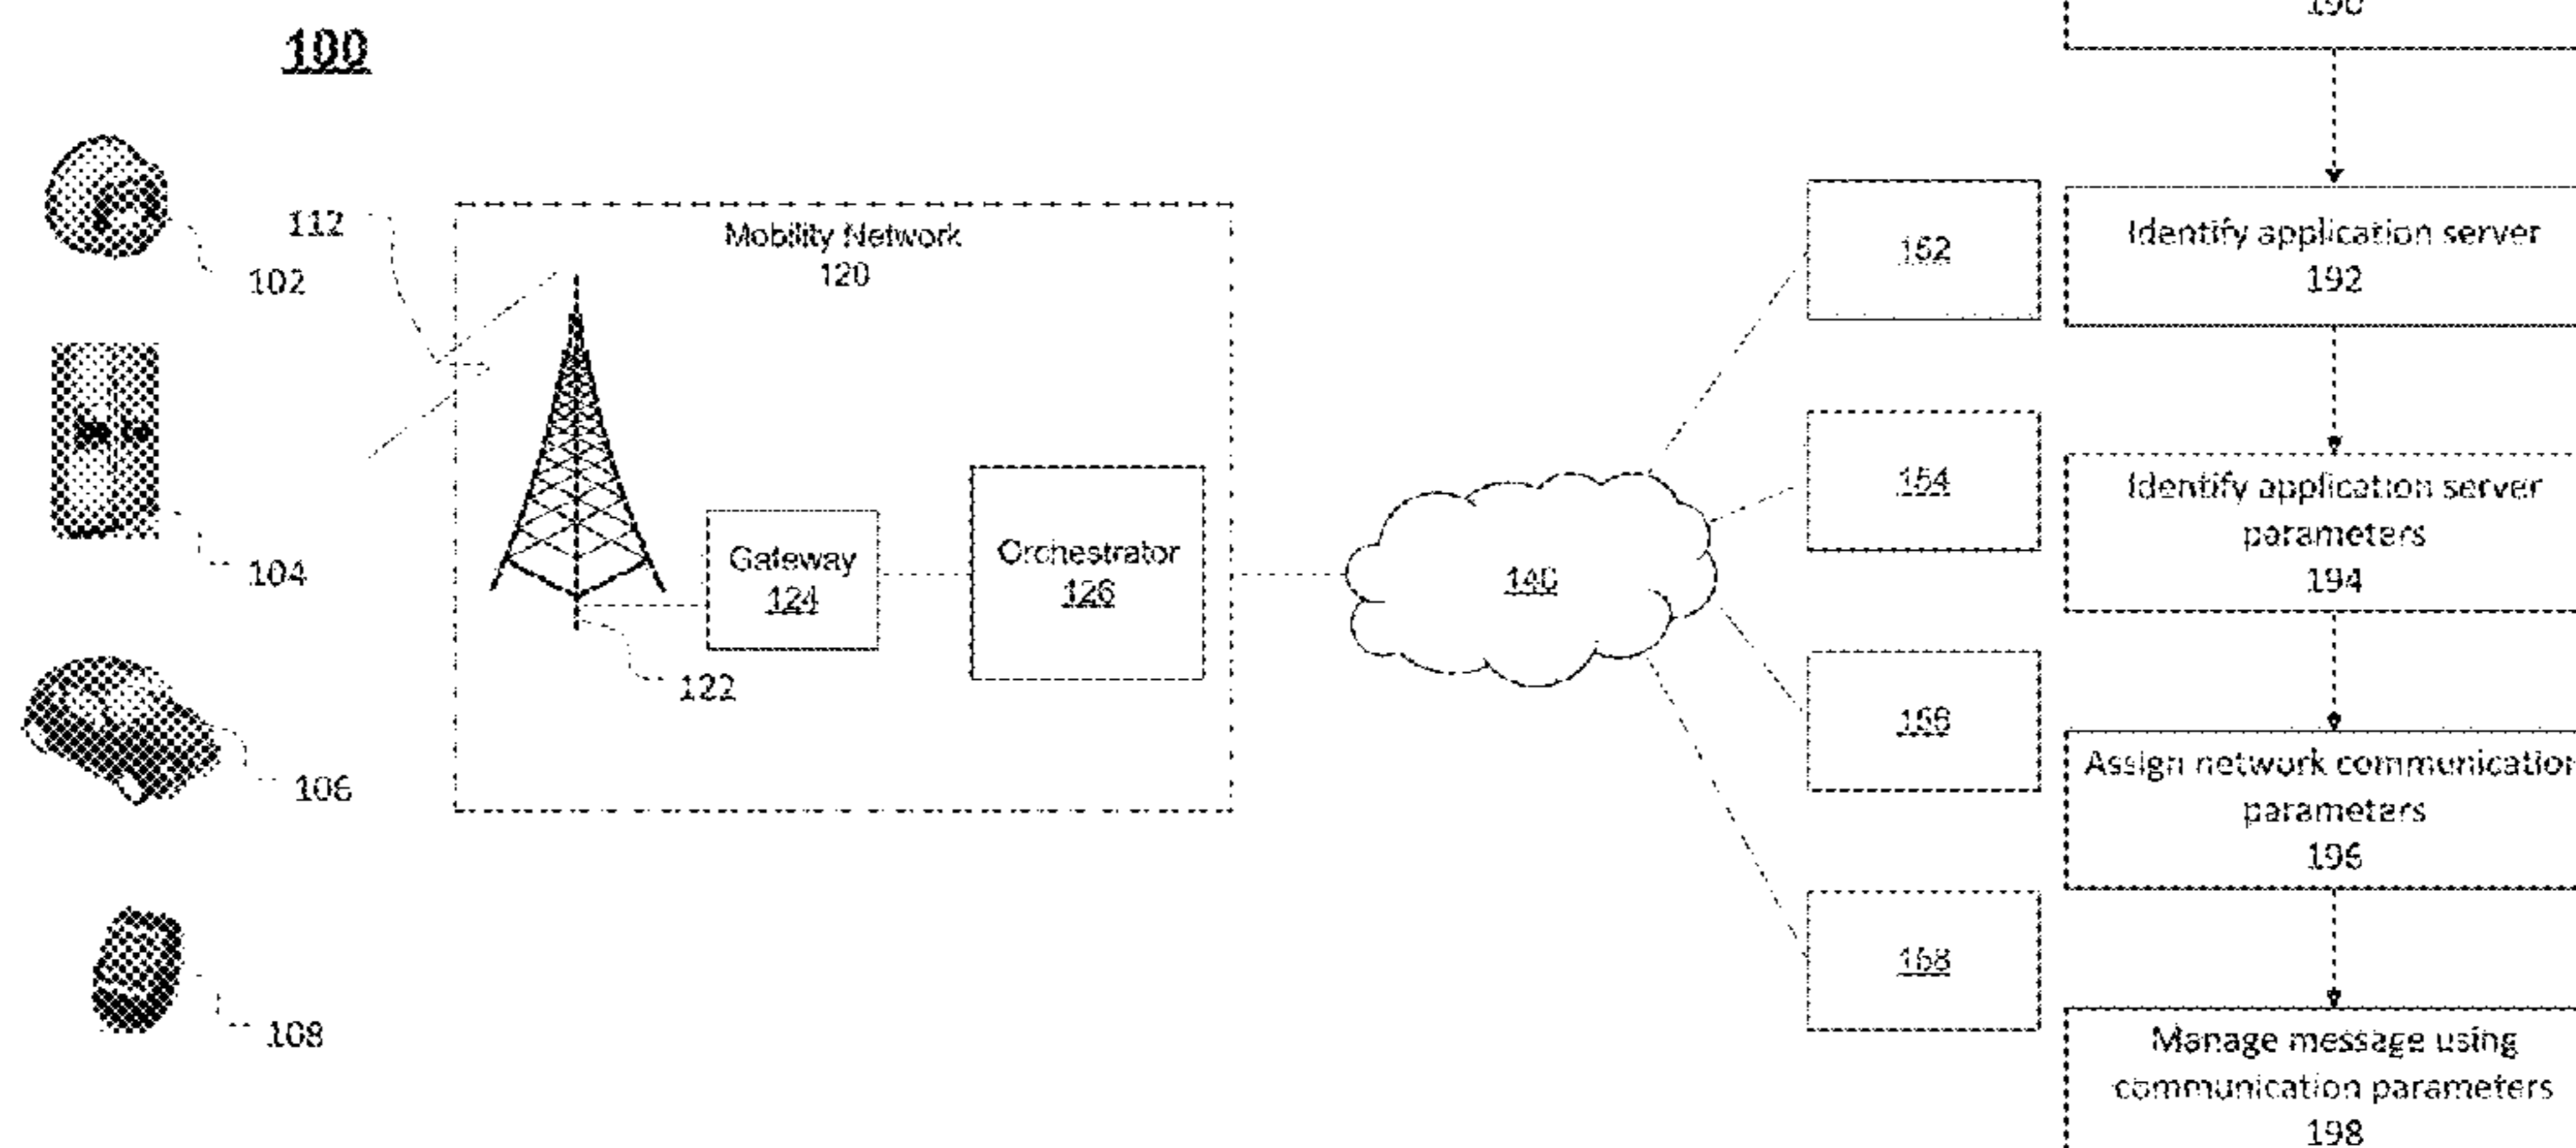 100
102
112
104
106
108
Mobility Network
120
Gateway
124
Orchestrator
126
122
140
152
154
156
158
190
Identify application server
192
Identify application server
parameters
194
Assign network communication
parameters
196
Manage message using
communication parameters
198